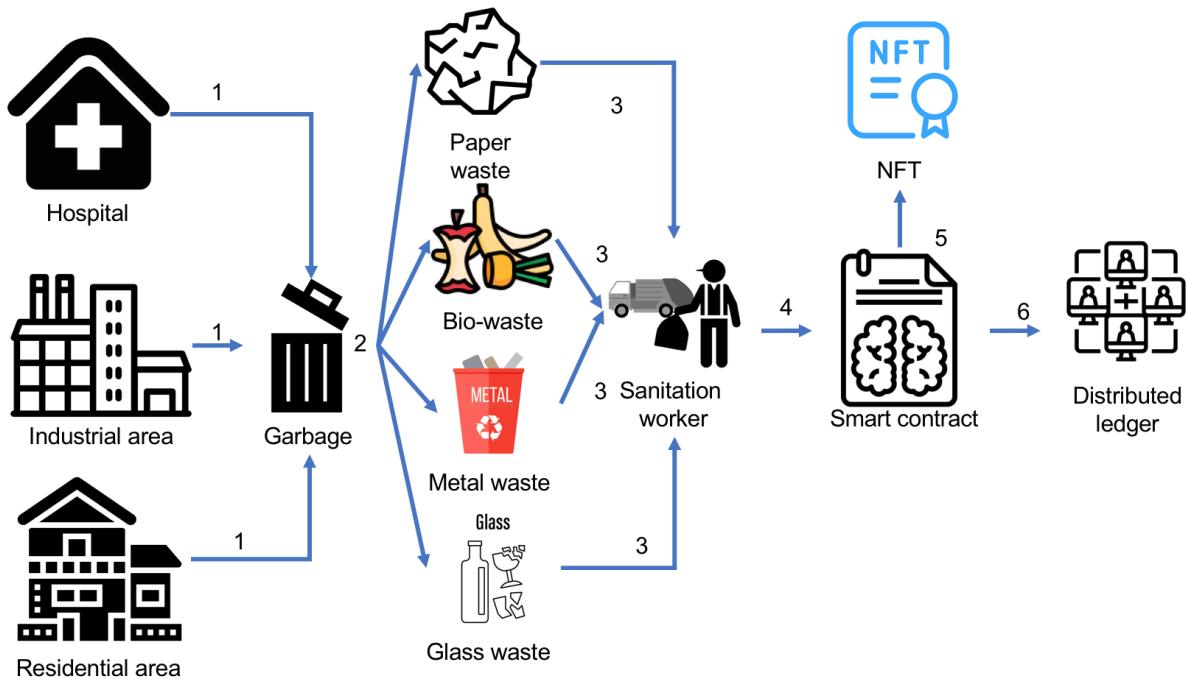 1
Hospital
1
Industrial area
1
Residential area
Garbage
2
Paper
waste
Bio-waste
METAL
Metal waste
Glass
Glass waste
3
3
3
3
Sanitation
worker
4
NFT
NFT
5
Smart contract
6
Distributed
ledger